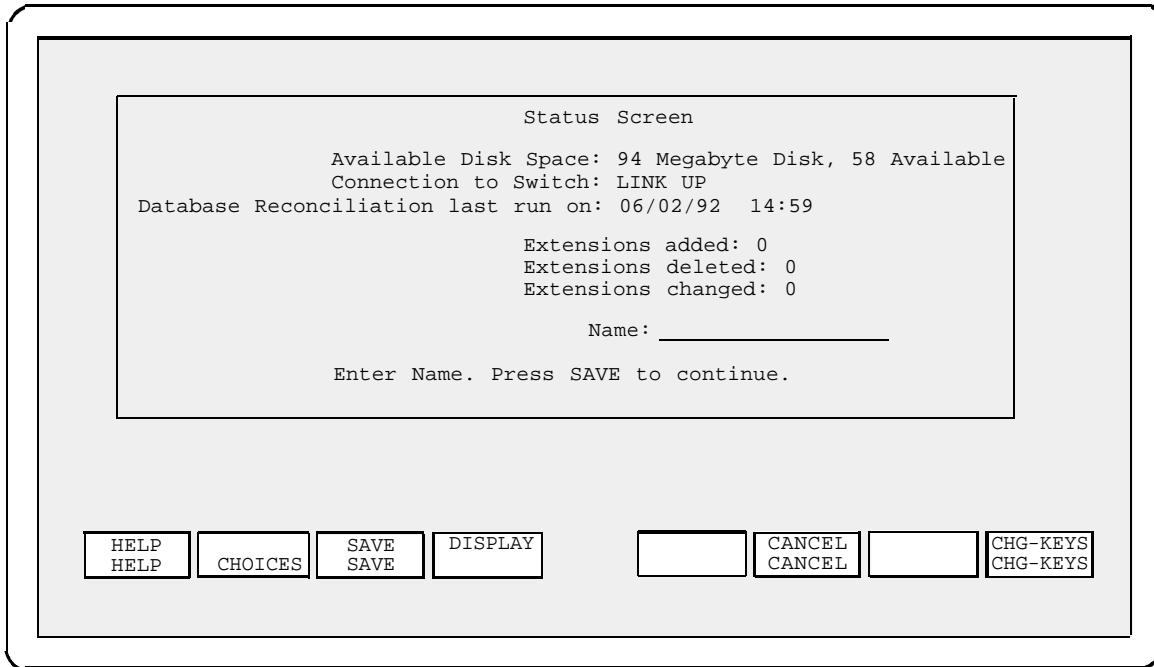 Status Screen
Available Disk Space: 94 Megabyte Disk, 58 Available
Connection to Switch: LINK UP
Database Reconciliation last run on: 06/02/92 14:59
Extensions added: 0
Extensions deleted: 0
Extensions changed: 0
Name:
Enter Name. Press SAVE to continue.
HELP SAVE DISPLAY CANCEL CHG-KEYS
HELP CHOICES SAVE CANCEL CHG-KEYS